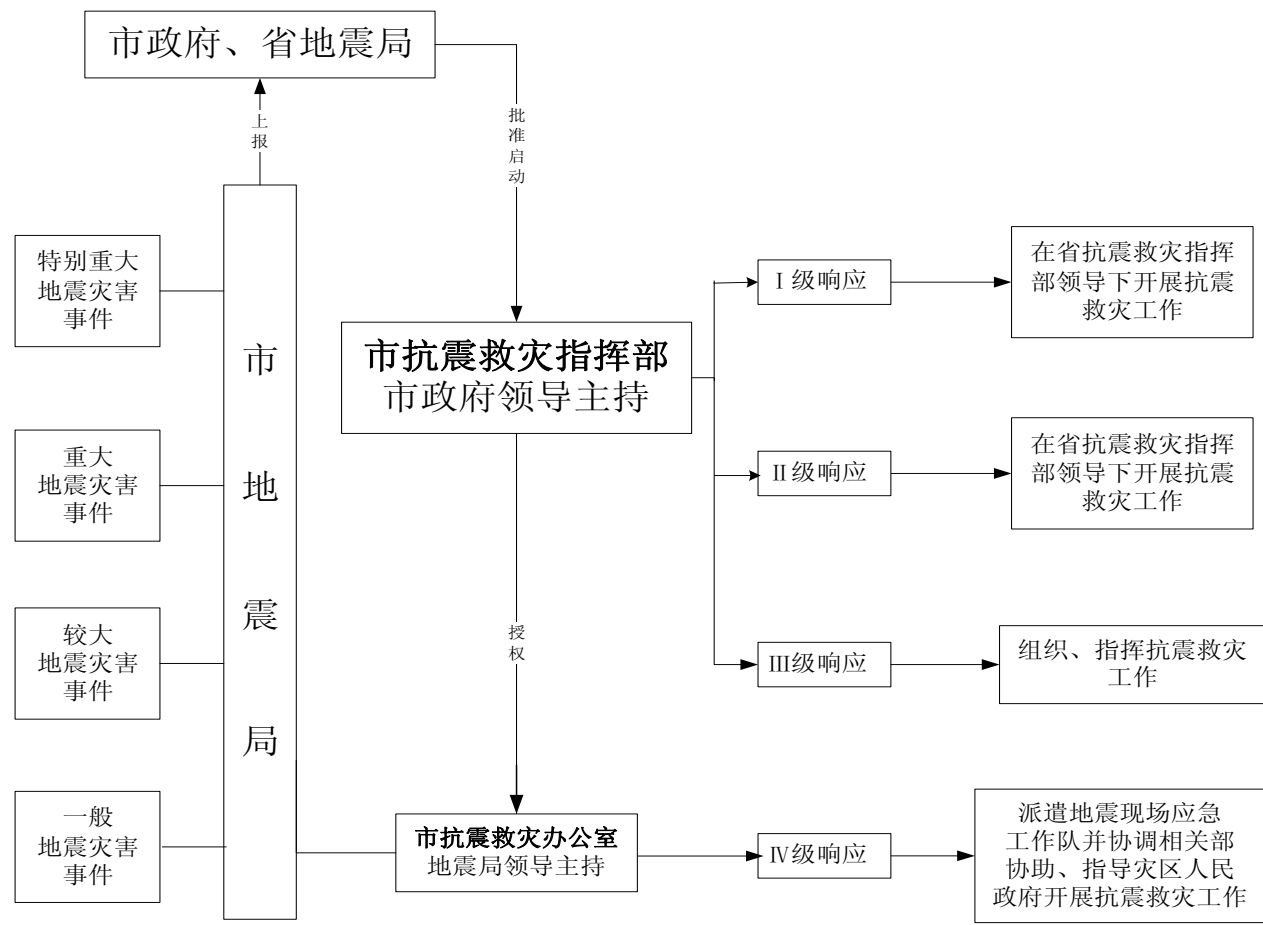 市政府、省地震局
上报
批准启动
特别重大
地震灾害
事件
重大
地震灾害
事件
较大
地震灾害
事件
一般
地震灾害
事件
市地震局
市抗震救灾指挥部
市政府领导主持
授权
市抗震救灾办公室
地震局领导主持
Ⅰ级响应
在省抗震救灾指挥
部领导下开展抗震
救灾工作
Ⅱ级响应
在省抗震救灾指挥
部领导下开展抗震
救灾工作
Ⅲ级响应
组织、指挥抗震救灾
工作
Ⅳ级响应
派遣地震现场应急
工作队并协调相关部
协助、指导灾区人民
政府开展抗震救灾工作